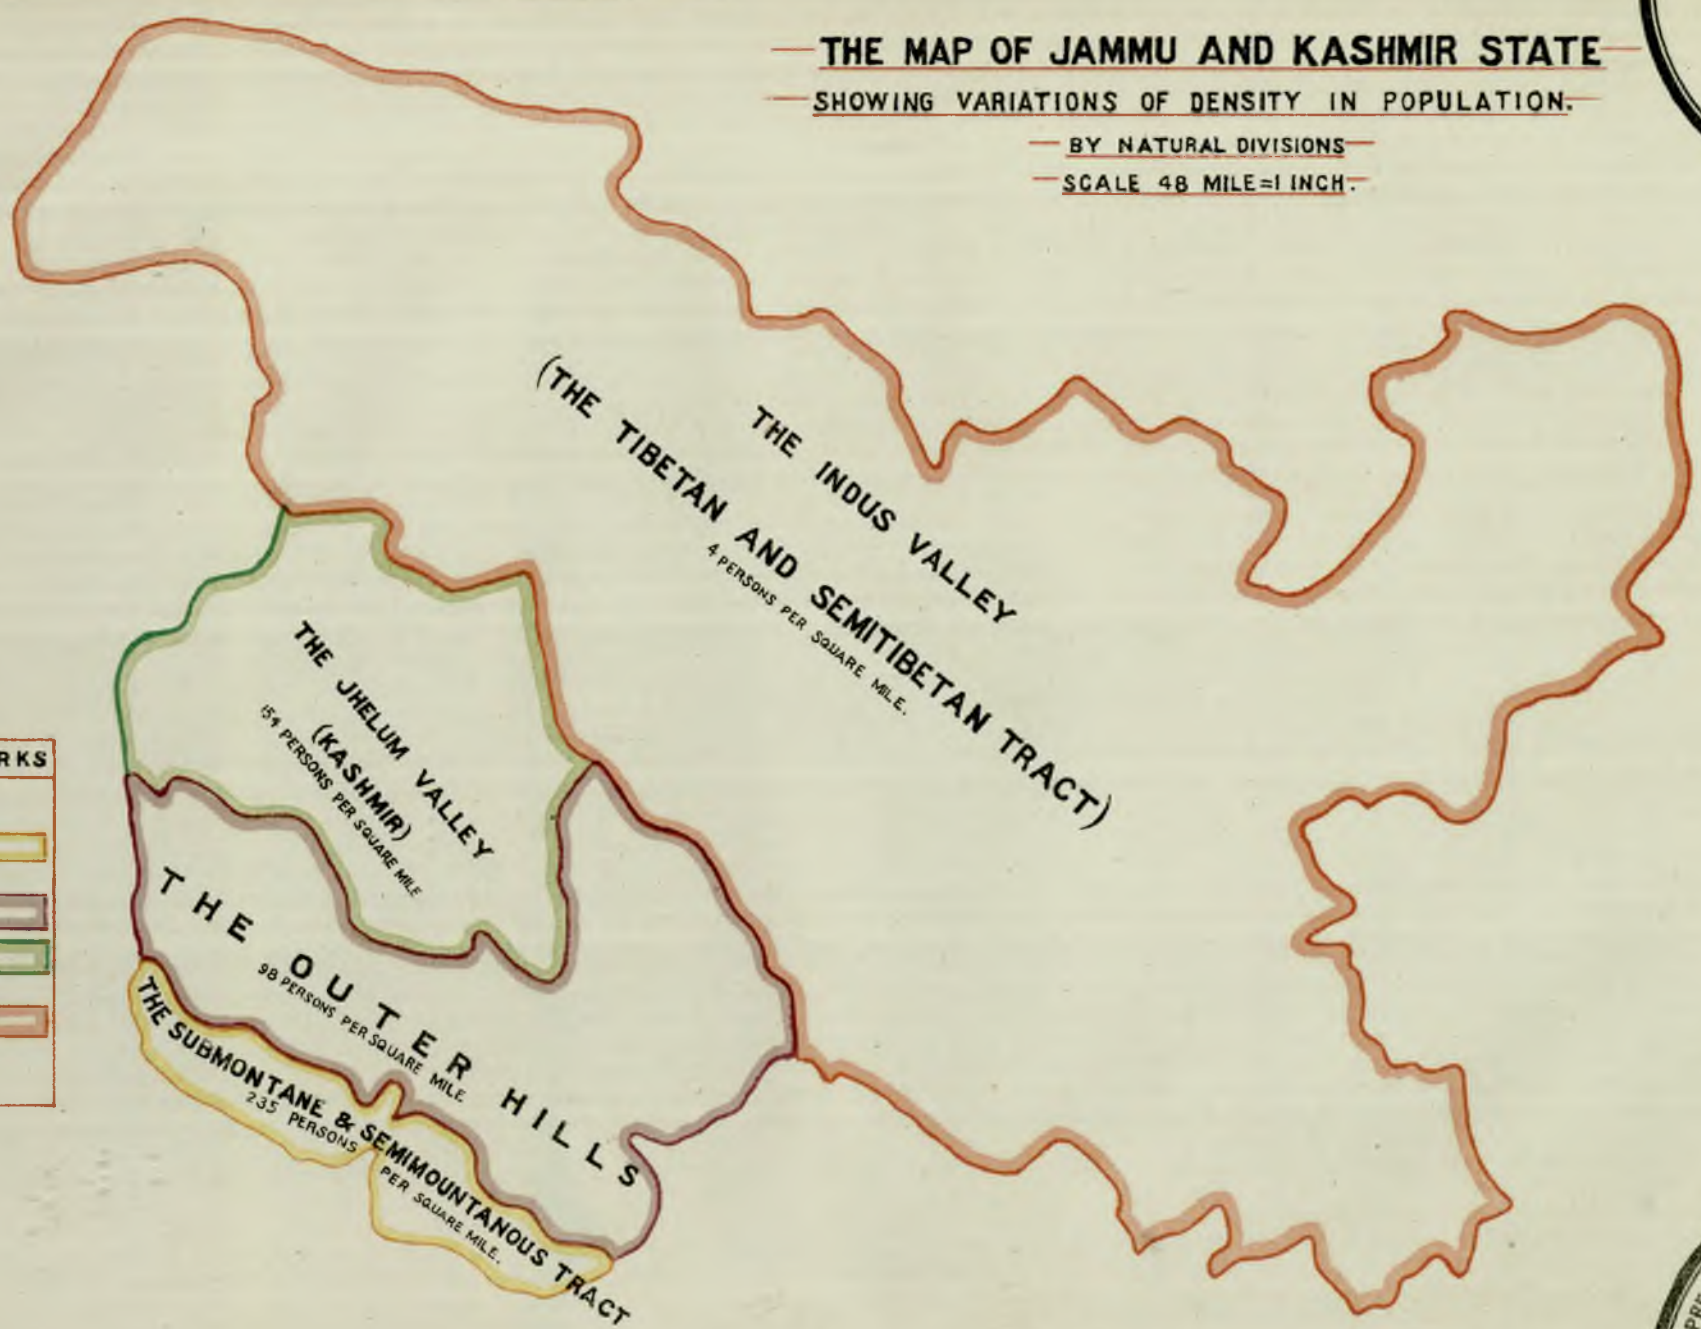 THE MAP OF JAMMU AND KASHMIR STATE
SHOWING VARIATIONS OF DENSITY IN POPULATION.
BY NATURAL DIVISIONS
SCALE 48 MILE=1 INCH.
THE INDUS VALLEY
(THE TIBETAN AND SEMITIBETAN TRACT)
4 PERSONS PER SQUARE MILE.
THE JHELUM VALLEY
(KASHMIR)
154 PERSONS PER SQUARE MILE
RKS
THE OUTER HILLS
98 PERSONS PER SQUARE MILE
THE SUBMONTANE & SEMIMOUNTANOUS TRACT
235 PERSONS PER SQUARE MILE.